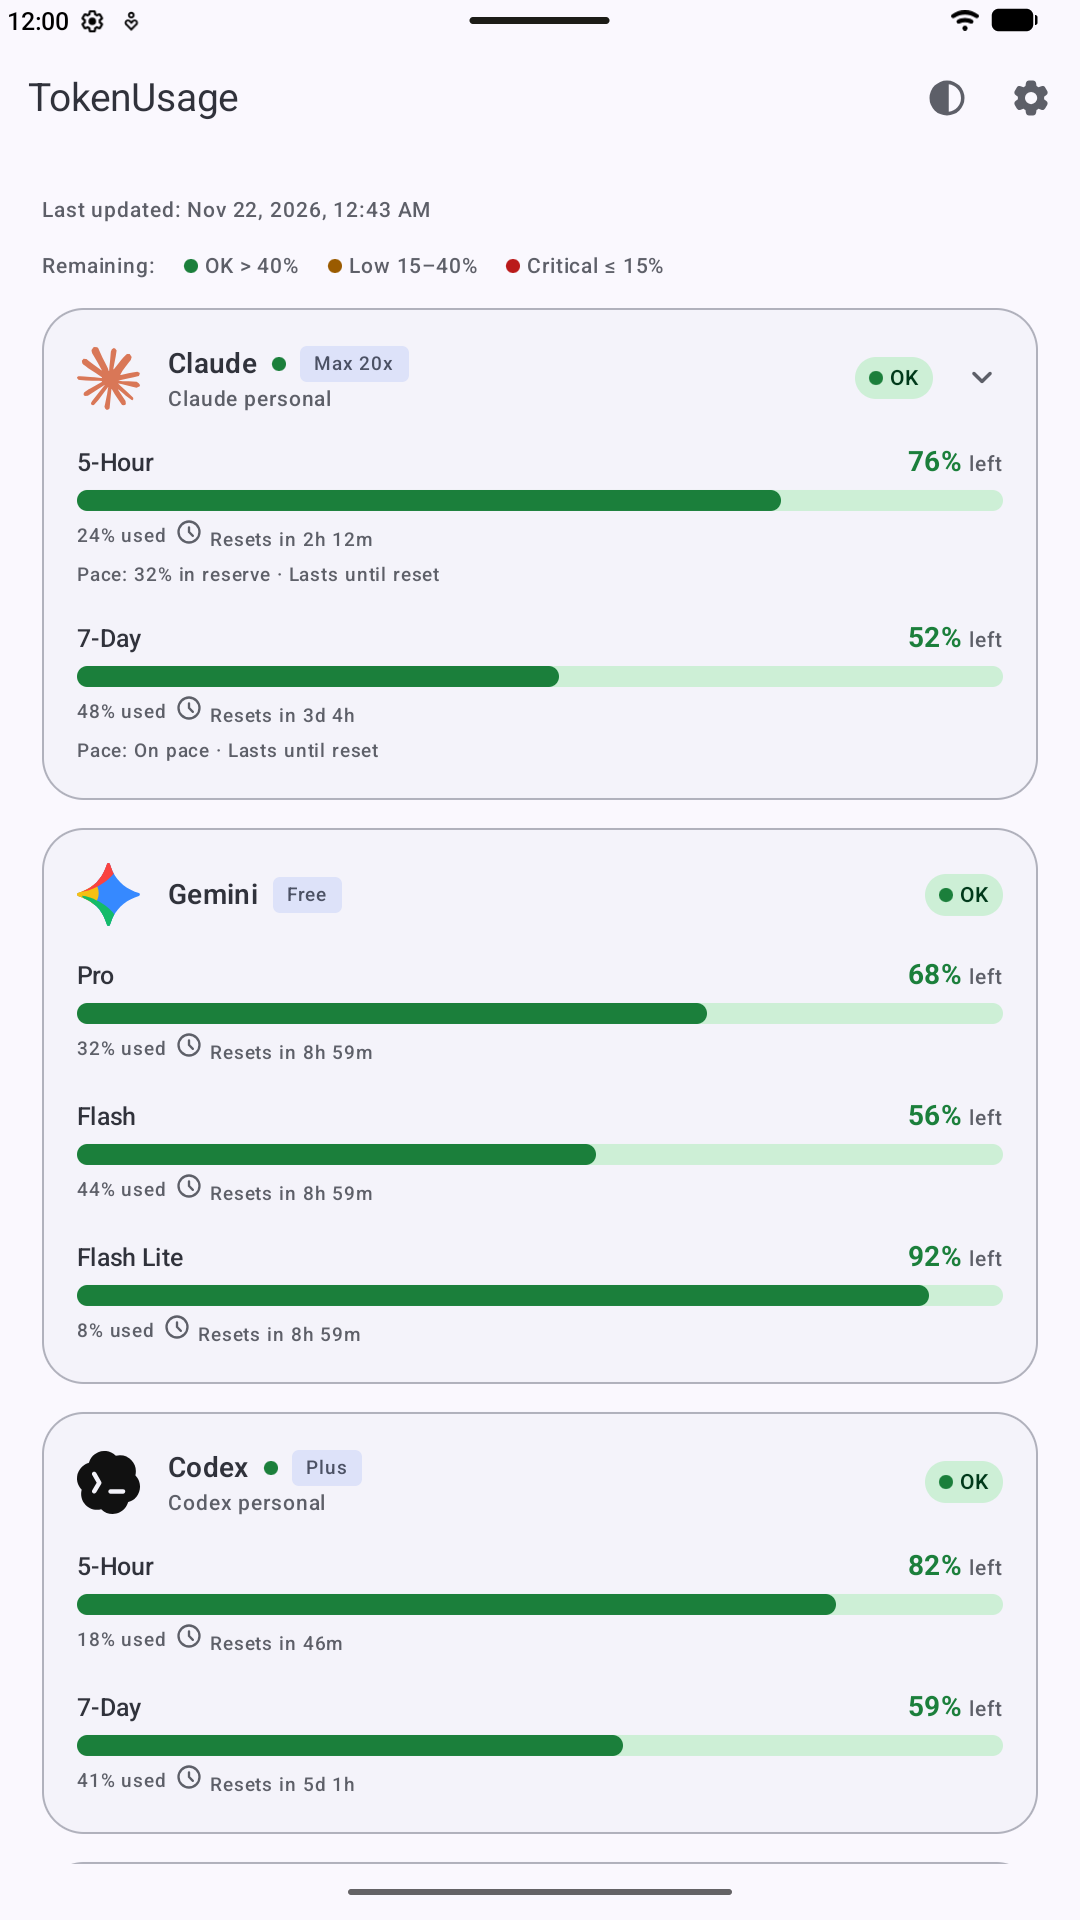 12:00
TokenUsage
Last updated: Nov 22, 2026, 12:43 AM
Remaining: OK > 40% Low 15–40% Critical ≤ 15%
Claude Max 20x
Claude personal
OK
5-Hour 76% left
24% used Resets in 2h 12m
Pace: 32% in reserve · Lasts until reset
7-Day 52% left
48% used Resets in 3d 4h
Pace: On pace · Lasts until reset
Gemini Free OK
Pro 68% left
32% used Resets in 8h 59m
Flash 56% left
44% used Resets in 8h 59m
Flash Lite 92% left
8% used Resets in 8h 59m
Codex Plus
Codex personal
OK
5-Hour 82% left
18% used Resets in 46m
7-Day 59% left
41% used Resets in 5d 1h